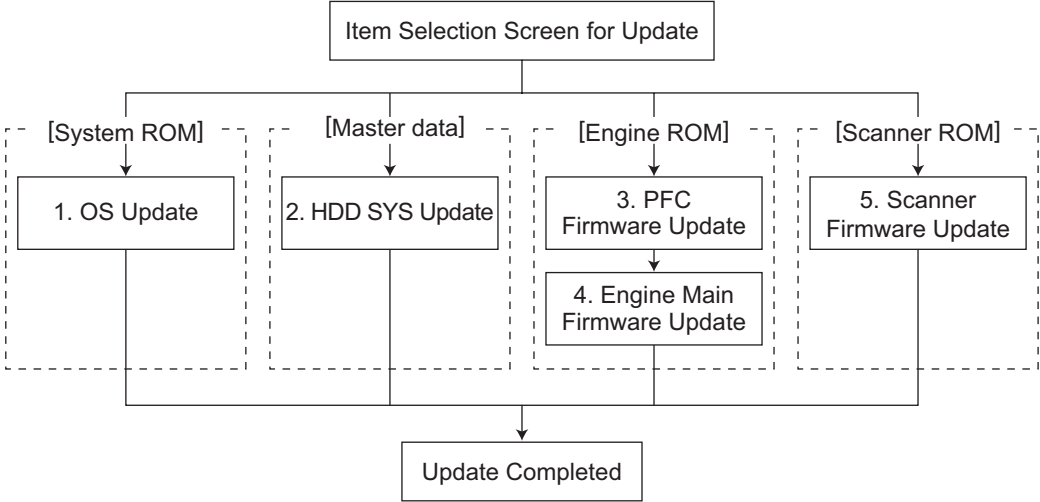 Item Selection Screen for Update
[System ROM]
[Master data]
[Engine ROM]
[Scanner ROM]
1. OS Update
2. HDD SYS Update
3. PFC
Firmware Update
5. Scanner
Firmware Update
4. Engine Main
Firmware Update
Update Completed